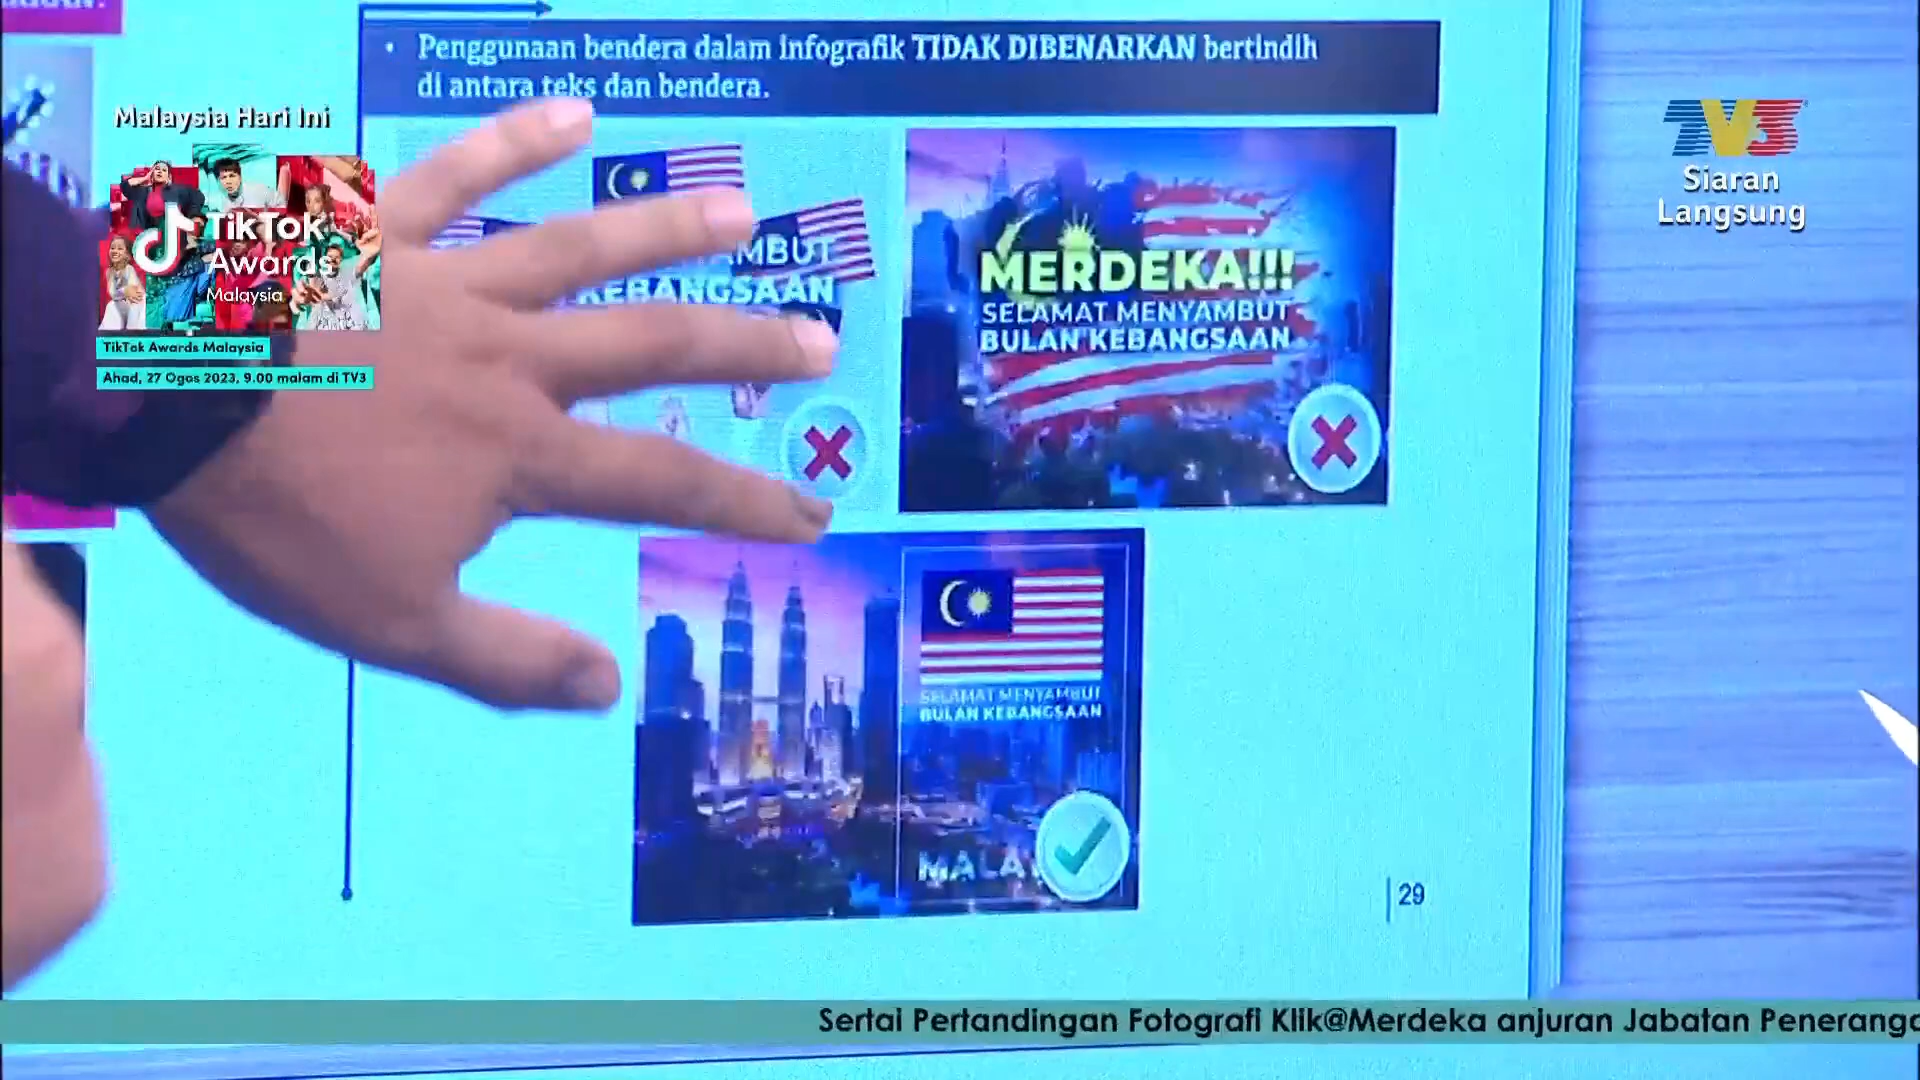 Penggunaan bendera dalam infografik TIDAK DIBENARKAN bertindih
di antara teks dan bendera.
Malaysia Hari Ini
TikTok
Awards
Malaysia
TikTok Awards Malaysia
Ahad, 27 Ogos 2023, 9.00 malam di TV3
TV3
Siaran
Langsung
KEBANGSAAN
MERDEKA!!!
SELAMAT MENYAMBUT
BULAN KEBANGSAAN
SELAMAT MENYAMBUT
BULAN KEBANGSAAN
29
Sertai Pertandingan Fotografi Klik@Merdeka anjuran Jabatan